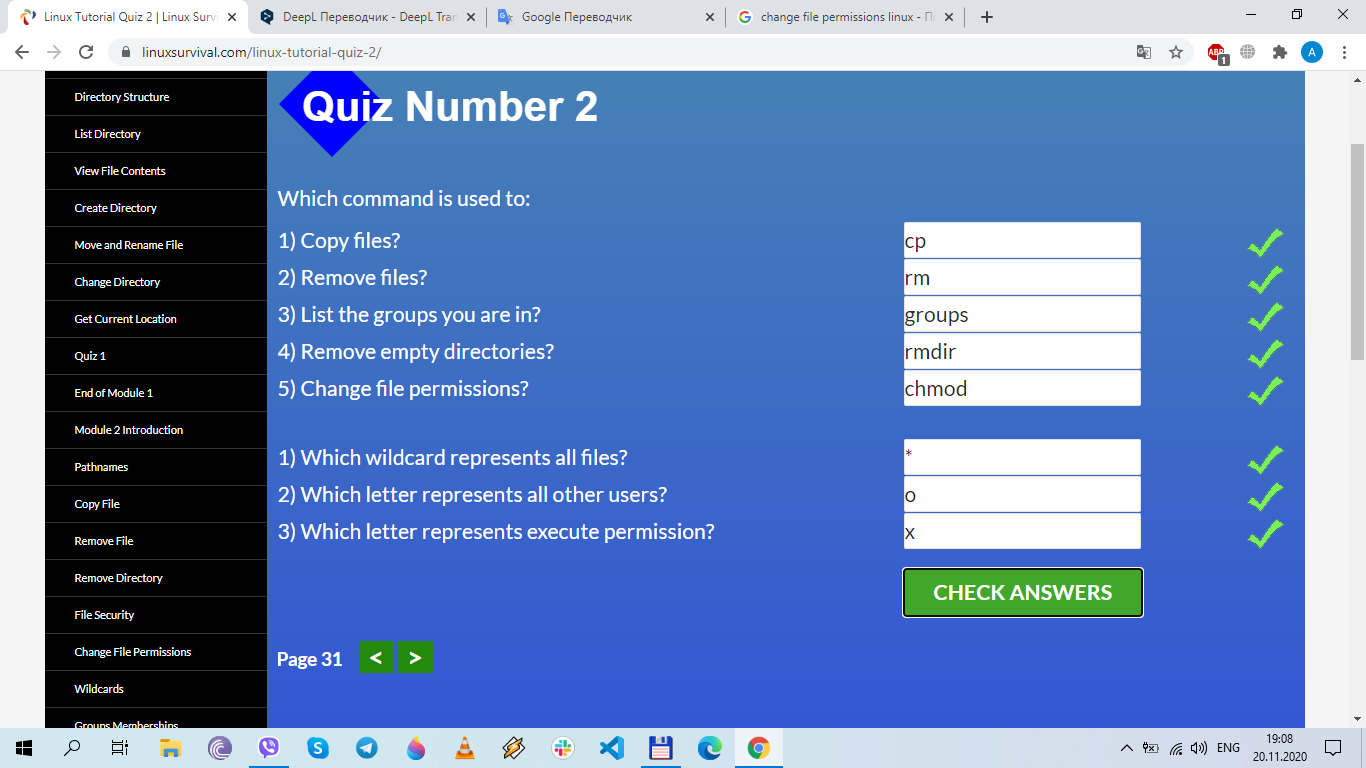 Linux Tutorial Quiz 2 | Linux Surv
DeepL Переводчик - DeepL Tran
Google Переводчик
change file permissions linux - П
linuxsurvival.com/linux-tutorial-quiz-2/
ABP
1
A
Directory Structure
List Directory
View File Contents
Create Directory
Move and Rename File
Change Directory
Get Current Location
Quiz 1
End of Module 1
Module 2 Introduction
Pathnames
Copy File
Remove File
Remove Directory
File Security
Change File Permissions
Wildcards
Groups Memberships
Quiz Number 2
Which command is used to:
1) Copy files? cp
2) Remove files? rm
3) List the groups you are in? groups
4) Remove empty directories? rmdir
5) Change file permissions? chmod
1) Which wildcard represents all files? *
2) Which letter represents all other users? o
3) Which letter represents execute permission? x
CHECK ANSWERS
Page 31 < >
ENG
19:08
20.11.2020